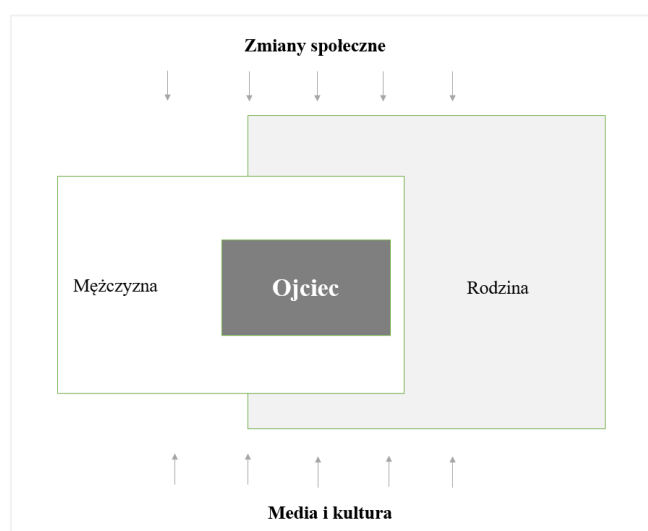 Zmiany społeczne
Mężczyzna
Ojciec
Rodzina
Media i kultura